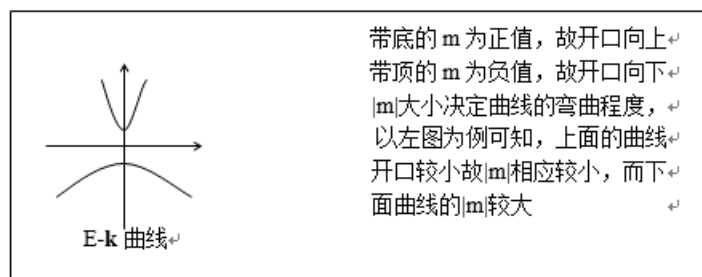 带底的 m 为正值，故开口向上↵
带顶的 m 为负值，故开口向下↵
|m|大小决定曲线的弯曲程度，↵
以左图为例可知，上面的曲线↵
开口较小故|m|相应较小，而下↵
面曲线的|m|较大↵
E-k 曲线↵